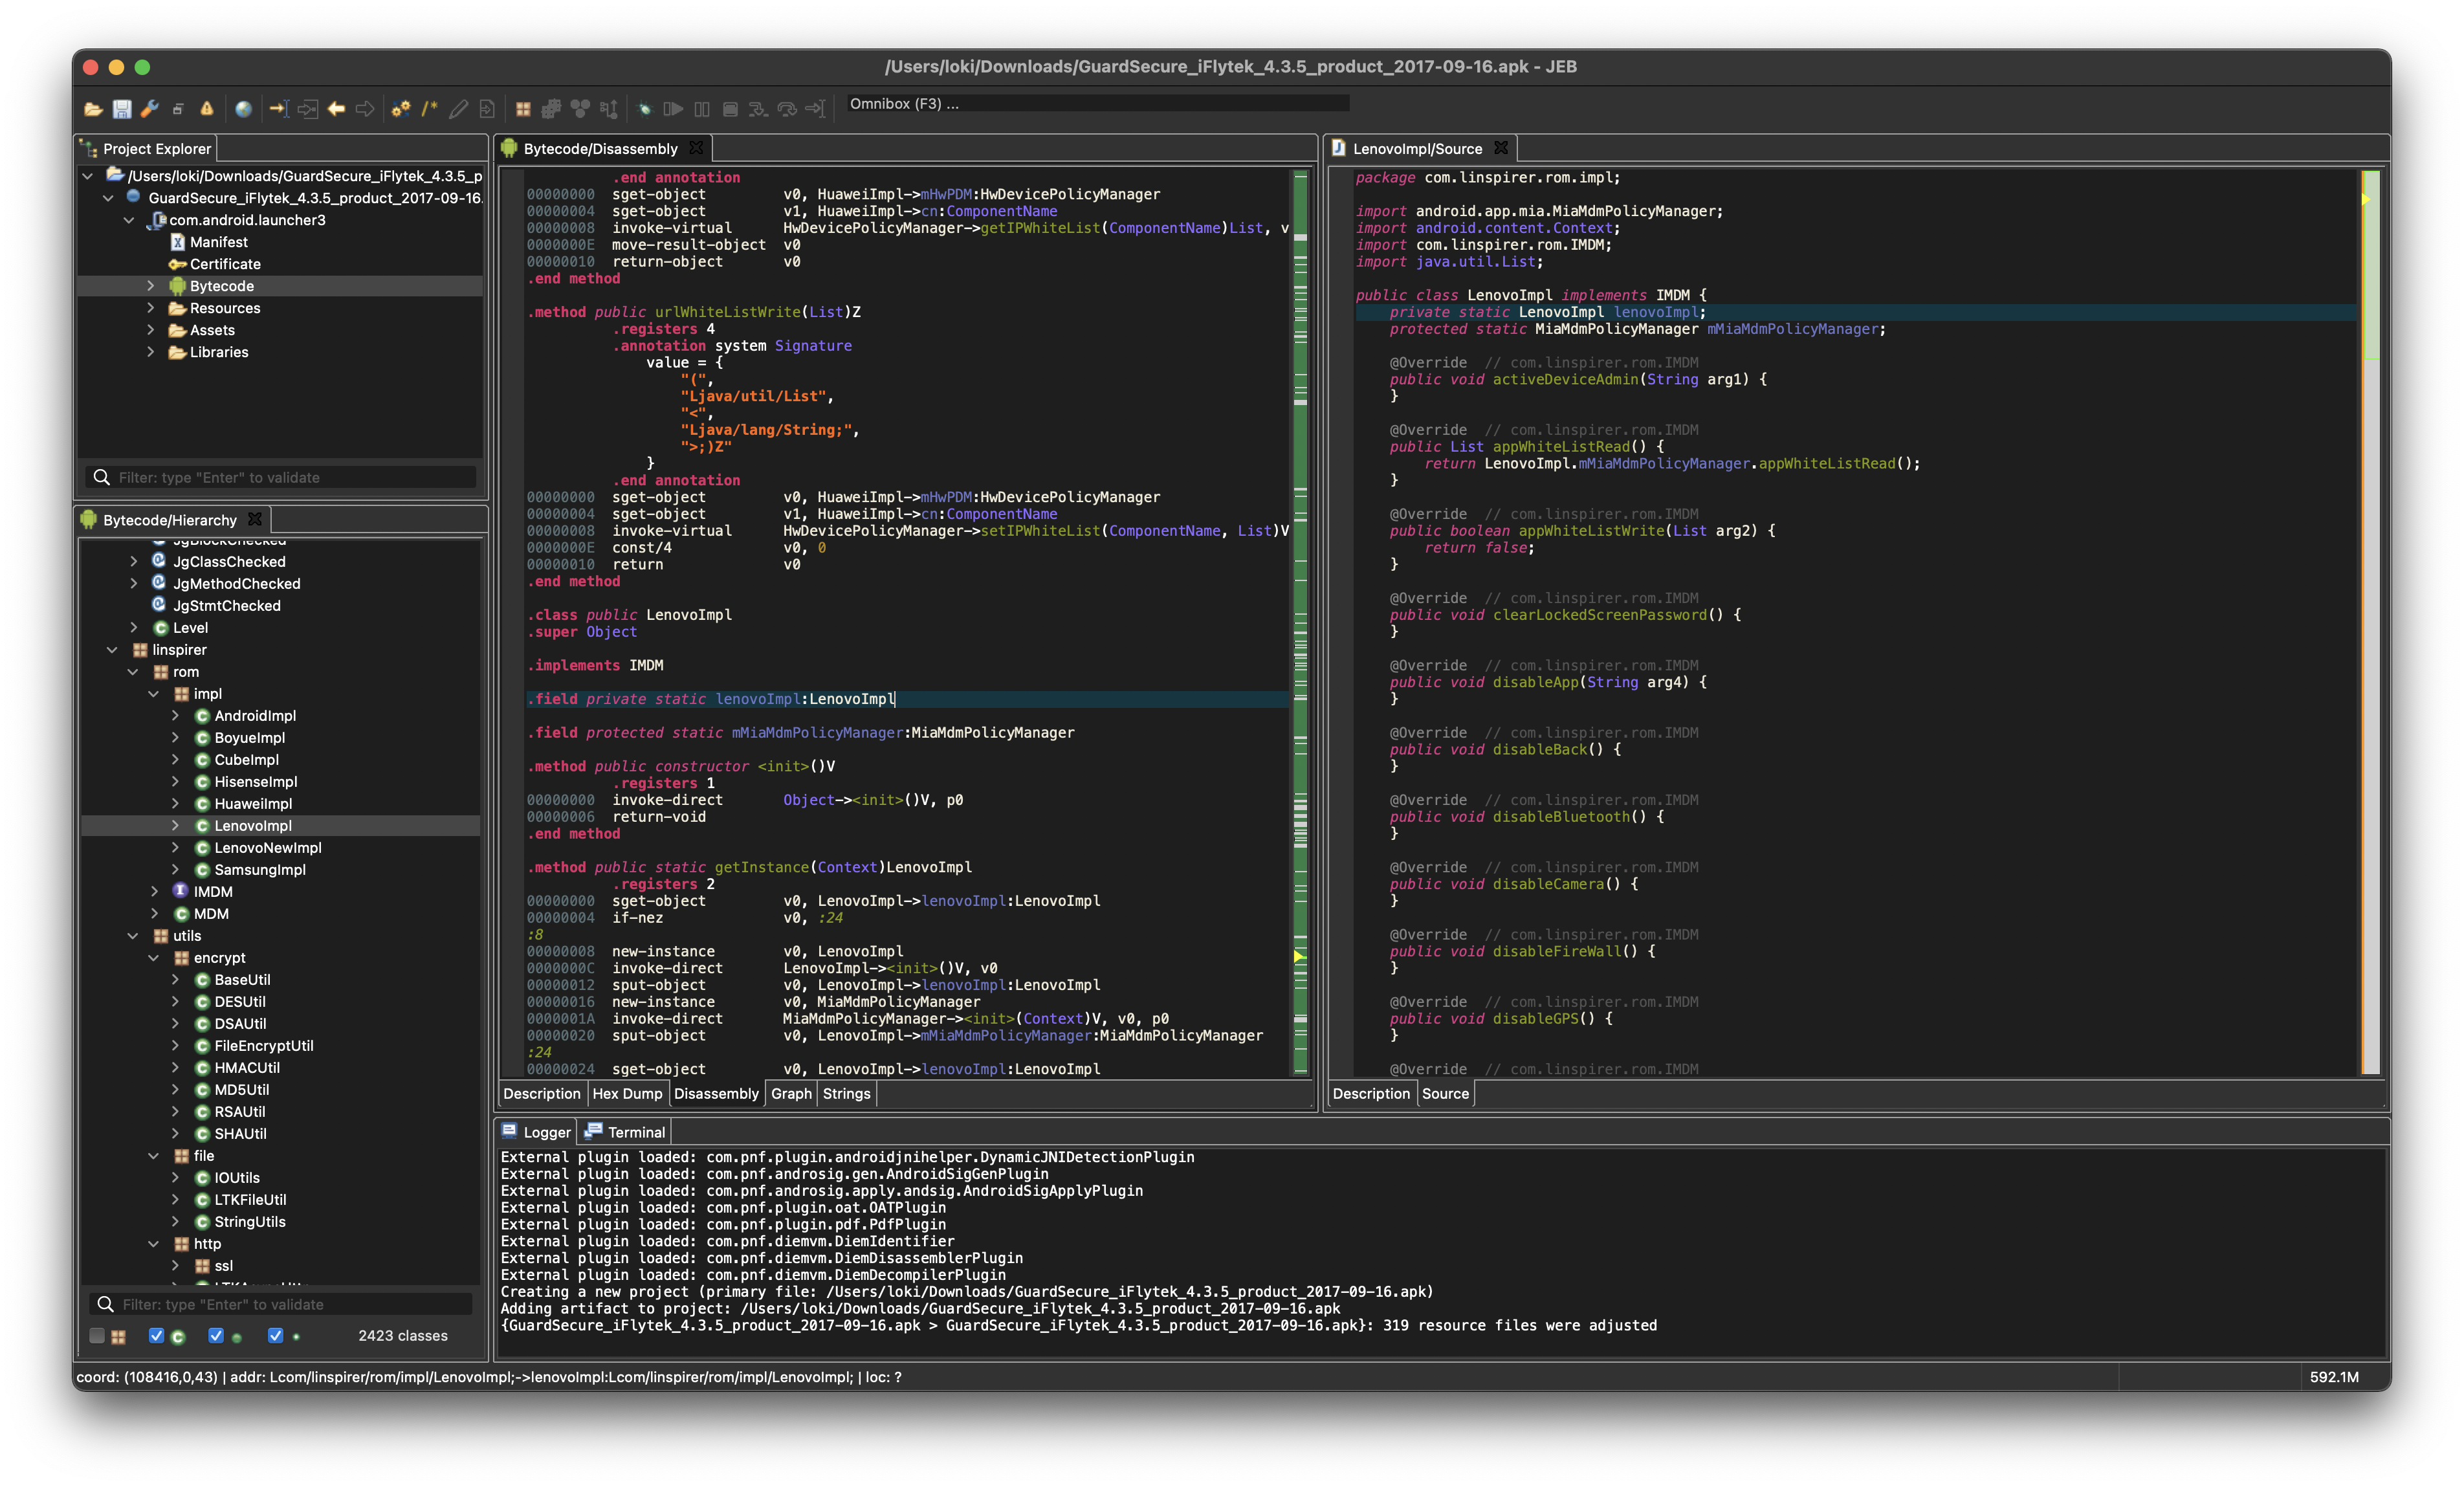 /Users/loki/Downloads/GuardSecure_iFlytek_4.3.5_product_2017-09-16.apk - JEB
Omnibox (F3) ...
Project Explorer
/Users/loki/Downloads/GuardSecure_iFlytek_4.3.5_p
GuardSecure_iFlytek_4.3.5_product_2017-09-16.
com.android.launcher3
Manifest
Certificate
Bytecode
Resources
Assets
Libraries
Filter: type "Enter" to validate
Bytecode/Hierarchy
JgBlockChecked
JgClassChecked
JgMethodChecked
JgStmtChecked
Level
linspirer
rom
impl
AndroidImpl
BoyueImpl
CubeImpl
HisenseImpl
HuaweiImpl
LenovoImpl
LenovoNewImpl
SamsungImpl
IMDM
MDM
utils
encrypt
BaseUtil
DESUtil
DSAUtil
FileEncryptUtil
HMACUtil
MD5Util
RSAUtil
SHAUtil
file
IOUtils
LTKFileUtil
StringUtils
http
ssl
Filter: type "Enter" to validate
2423 classes
Bytecode/Disassembly
.end annotation
00000000 sget-object v0, HuaweiImpl->mHwPDM:HwDevicePolicyManager
00000004 sget-object v1, HuaweiImpl->cn:ComponentName
00000008 invoke-virtual HwDevicePolicyManager->getIPWhiteList(ComponentName)List, v
0000000E move-result-object v0
00000010 return-object v0
.end method
.method public urlWhiteListWrite(List)Z
.registers 4
.annotation system Signature
value = {
"(",
"Ljava/util/List",
"<",
"Ljava/lang/String;",
">;)Z"
}
.end annotation
00000000 sget-object v0, HuaweiImpl->mHwPDM:HwDevicePolicyManager
00000004 sget-object v1, HuaweiImpl->cn:ComponentName
00000008 invoke-virtual HwDevicePolicyManager->setIPWhiteList(ComponentName, List)V
0000000E const/4 v0, 0
00000010 return v0
.end method
.class public LenovoImpl
.super Object
.implements IMDM
.field private static lenovoImpl:LenovoImpl
.field protected static mMiaMdmPolicyManager:MiaMdmPolicyManager
.method public constructor <init>()V
.registers 1
00000000 invoke-direct Object-><init>()V, p0
00000006 return-void
.end method
.method public static getInstance(Context)LenovoImpl
.registers 2
00000000 sget-object v0, LenovoImpl->lenovoImpl:LenovoImpl
00000004 if-nez v0, :24
:8
00000008 new-instance v0, LenovoImpl
0000000C invoke-direct LenovoImpl-><init>()V, v0
00000012 sput-object v0, LenovoImpl->lenovoImpl:LenovoImpl
00000016 new-instance v0, MiaMdmPolicyManager
0000001A invoke-direct MiaMdmPolicyManager-><init>(Context)V, v0, p0
00000020 sput-object v0, LenovoImpl->mMiaMdmPolicyManager:MiaMdmPolicyManager
:24
00000024 sget-object v0, LenovoImpl->lenovoImpl:LenovoImpl
Description Hex Dump Disassembly Graph Strings
LenovoImpl/Source
package com.linspirer.rom.impl;
import android.app.mia.MiaMdmPolicyManager;
import android.content.Context;
import com.linspirer.rom.IMDM;
import java.util.List;
public class LenovoImpl implements IMDM {
private static LenovoImpl lenovoImpl;
protected static MiaMdmPolicyManager mMiaMdmPolicyManager;
@Override // com.linspirer.rom.IMDM
public void activeDeviceAdmin(String arg1) {
}
@Override // com.linspirer.rom.IMDM
public List appWhiteListRead() {
return LenovoImpl.mMiaMdmPolicyManager.appWhiteListRead();
}
@Override // com.linspirer.rom.IMDM
public boolean appWhiteListWrite(List arg2) {
return false;
}
@Override // com.linspirer.rom.IMDM
public void clearLockedScreenPassword() {
}
@Override // com.linspirer.rom.IMDM
public void disableApp(String arg4) {
}
@Override // com.linspirer.rom.IMDM
public void disableBack() {
}
@Override // com.linspirer.rom.IMDM
public void disableBluetooth() {
}
@Override // com.linspirer.rom.IMDM
public void disableCamera() {
}
@Override // com.linspirer.rom.IMDM
public void disableFireWall() {
}
@Override // com.linspirer.rom.IMDM
public void disableGPS() {
}
@Override // com.linspirer.rom.IMDM
Description Source
Logger Terminal
External plugin loaded: com.pnf.plugin.androidjnihelper.DynamicJNIDetectionPlugin
External plugin loaded: com.pnf.androsig.gen.AndroidSigGenPlugin
External plugin loaded: com.pnf.androsig.apply.andsig.AndroidSigApplyPlugin
External plugin loaded: com.pnf.plugin.oat.OATPlugin
External plugin loaded: com.pnf.plugin.pdf.PdfPlugin
External plugin loaded: com.pnf.diemvm.DiemIdentifier
External plugin loaded: com.pnf.diemvm.DiemDisassemblerPlugin
External plugin loaded: com.pnf.diemvm.DiemDecompilerPlugin
Creating a new project (primary file: /Users/loki/Downloads/GuardSecure_iFlytek_4.3.5_product_2017-09-16.apk)
Adding artifact to project: /Users/loki/Downloads/GuardSecure_iFlytek_4.3.5_product_2017-09-16.apk
{GuardSecure_iFlytek_4.3.5_product_2017-09-16.apk > GuardSecure_iFlytek_4.3.5_product_2017-09-16.apk}: 319 resource files were adjusted
coord: (108416,0,43) | addr: Lcom/linspirer/rom/impl/LenovoImpl;->lenovoImpl:Lcom/linspirer/rom/impl/LenovoImpl; | loc: ?
592.1M